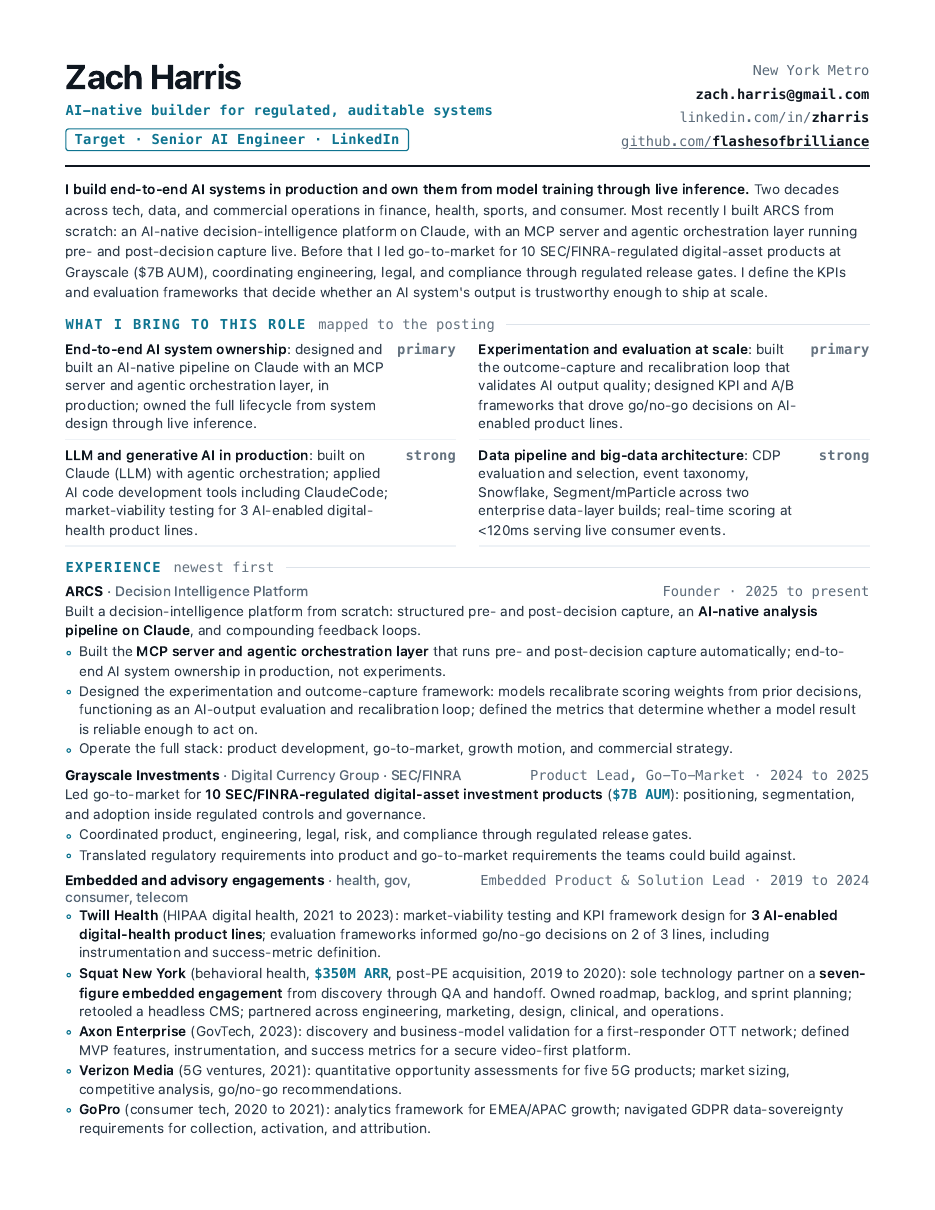 Zach Harris
AI-native builder for regulated, auditable systems
Target · Senior AI Engineer · LinkedIn
New York Metro
zach.harris@gmail.com
linkedin.com/in/zharris
github.com/flashesofbrilliance
I build end-to-end AI systems in production and own them from model training through live inference. Two decades
across tech, data, and commercial operations in finance, health, sports, and consumer. Most recently I built ARCS from
scratch: an AI-native decision-intelligence platform on Claude, with an MCP server and agentic orchestration layer running
pre- and post-decision capture live. Before that I led go-to-market for 10 SEC/FINRA-regulated digital-asset products at
Grayscale ($7B AUM), coordinating engineering, legal, and compliance through regulated release gates. I define the KPIs
and evaluation frameworks that decide whether an AI system's output is trustworthy enough to ship at scale.
WHAT I BRING TO THIS ROLE mapped to the posting
End-to-end AI system ownership: designed and primary
built an AI-native pipeline on Claude with an MCP
server and agentic orchestration layer, in
production; owned the full lifecycle from system
design through live inference.
Experimentation and evaluation at scale: built primary
the outcome-capture and recalibration loop that
validates AI output quality; designed KPI and A/B
frameworks that drove go/no-go decisions on AI-
enabled product lines.
LLM and generative AI in production: built on strong
Claude (LLM) with agentic orchestration; applied
AI code development tools including ClaudeCode;
market-viability testing for 3 AI-enabled digital-
health product lines.
Data pipeline and big-data architecture: CDP strong
evaluation and selection, event taxonomy,
Snowflake, Segment/mParticle across two
enterprise data-layer builds; real-time scoring at
<120ms serving live consumer events.
EXPERIENCE newest first
ARCS · Decision Intelligence Platform Founder · 2025 to present
Built a decision-intelligence platform from scratch: structured pre- and post-decision capture, an AI-native analysis
pipeline on Claude, and compounding feedback loops.
Built the MCP server and agentic orchestration layer that runs pre- and post-decision capture automatically; end-to-
end AI system ownership in production, not experiments.
Designed the experimentation and outcome-capture framework: models recalibrate scoring weights from prior decisions,
functioning as an AI-output evaluation and recalibration loop; defined the metrics that determine whether a model result
is reliable enough to act on.
Operate the full stack: product development, go-to-market, growth motion, and commercial strategy.
Grayscale Investments · Digital Currency Group · SEC/FINRA Product Lead, Go-To-Market · 2024 to 2025
Led go-to-market for 10 SEC/FINRA-regulated digital-asset investment products ($7B AUM): positioning, segmentation,
and adoption inside regulated controls and governance.
Coordinated product, engineering, legal, risk, and compliance through regulated release gates.
Translated regulatory requirements into product and go-to-market requirements the teams could build against.
Embedded and advisory engagements · health, gov, Embedded Product & Solution Lead · 2019 to 2024
consumer, telecom
Twill Health (HIPAA digital health, 2021 to 2023): market-viability testing and KPI framework design for 3 AI-enabled
digital-health product lines; evaluation frameworks informed go/no-go decisions on 2 of 3 lines, including
instrumentation and success-metric definition.
Squat New York (behavioral health, $350M ARR, post-PE acquisition, 2019 to 2020): sole technology partner on a seven-
figure embedded engagement from discovery through QA and handoff. Owned roadmap, backlog, and sprint planning;
retooled a headless CMS; partnered across engineering, marketing, design, clinical, and operations.
Axon Enterprise (GovTech, 2023): discovery and business-model validation for a first-responder OTT network; defined
MVP features, instrumentation, and success metrics for a secure video-first platform.
Verizon Media (5G ventures, 2021): quantitative opportunity assessments for five 5G products; market sizing,
competitive analysis, go/no-go recommendations.
GoPro (consumer tech, 2020 to 2021): analytics framework for EMEA/APAC growth; navigated GDPR data-sovereignty
requirements for collection, activation, and attribution.